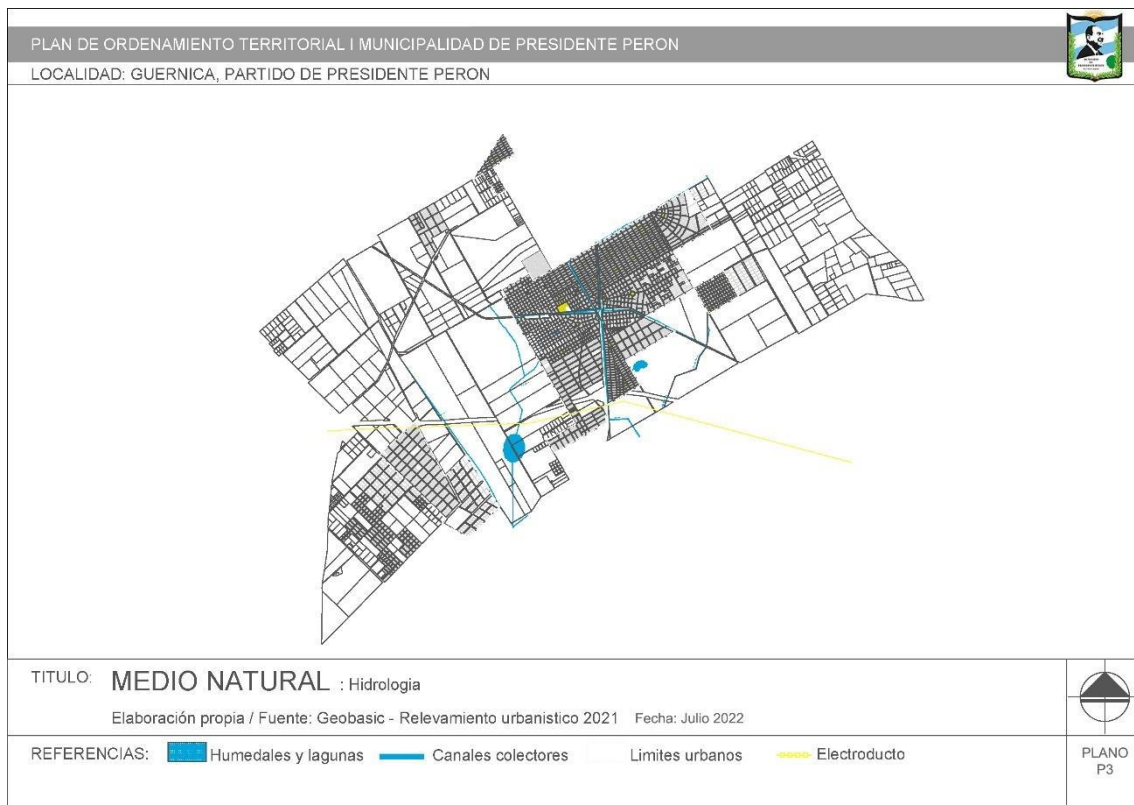 PLAN DE ORDENAMIENTO TERRITORIAL I MUNICIPALIDAD DE PRESIDENTE PERON
LOCALIDAD: GUERNICA, PARTIDO DE PRESIDENTE PERON
TITULO: MEDIO NATURAL : Hidrologia
Elaboración propia / Fuente: Geobasic - Relevamiento urbanistico 2021 Fecha: Julio 2022
REFERENCIAS: Humedales y lagunas Canales colectores Limites urbanos Electroducto
PLANO
P3